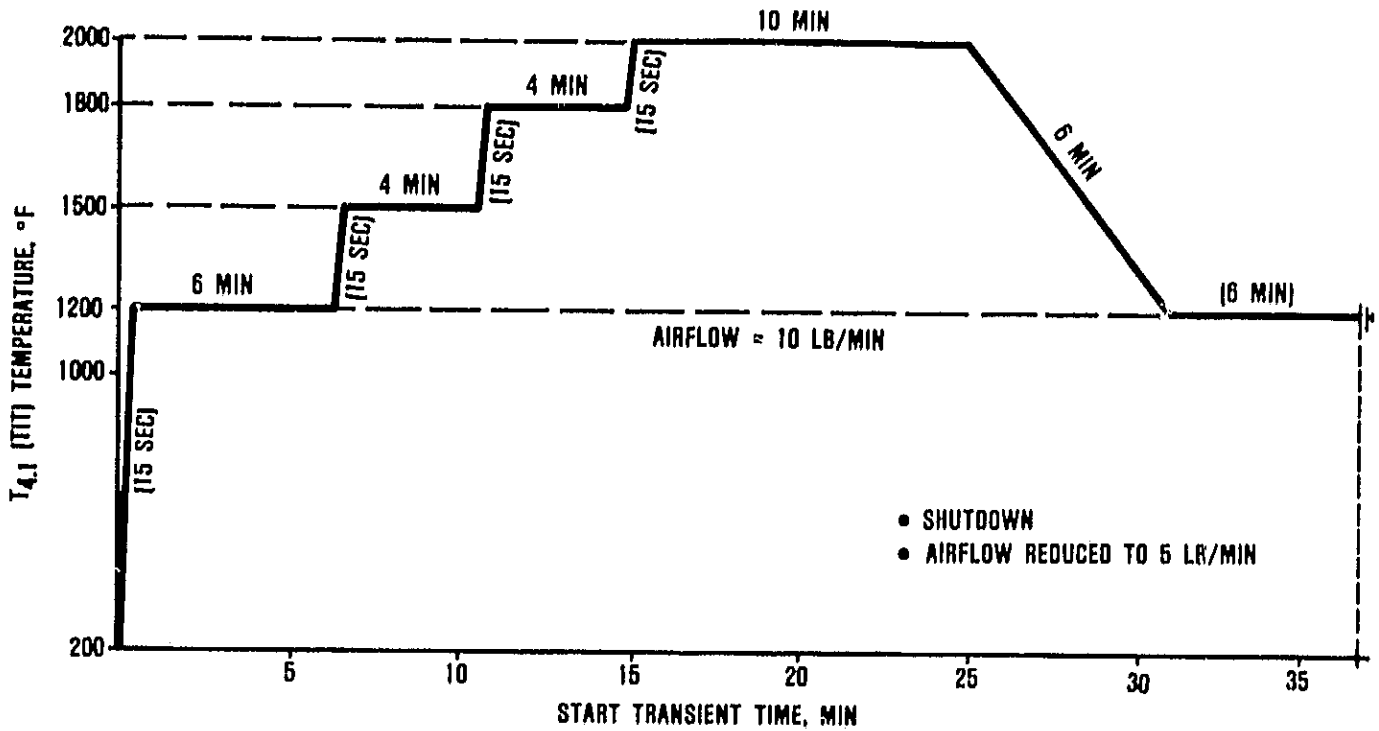 10 MIN
2000
[15 SEC]
4 MIN
1800
[15 SEC]
6 MIN
4 MIN
1500
[15 SEC]
6 MIN
1200
(6 MIN)
AIRFLOW = 10 LB/MIN
1000
[15 SEC]
T4.1 [TIT] TEMPERATURE, °F
• SHUTDOWN
• AIRFLOW REDUCED TO 5 LB/MIN
200
5 10 15 20 25 30 35
START TRANSIENT TIME, MIN